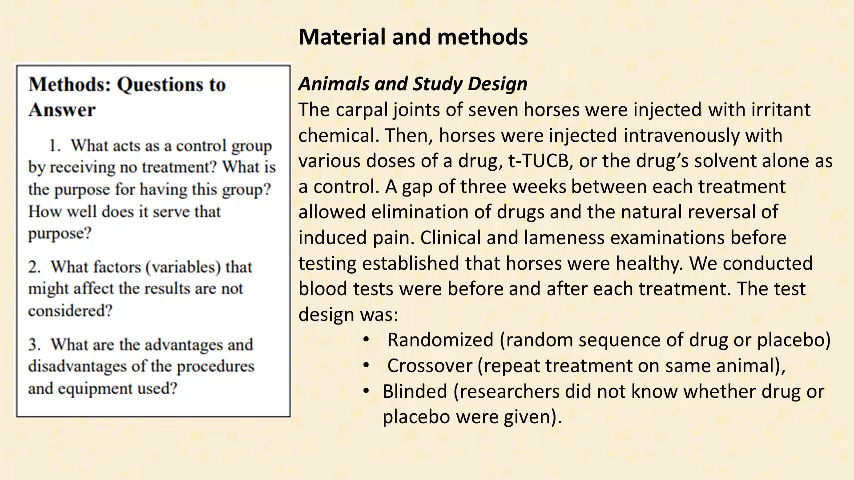 Material and methods
Methods: Questions to
Answer
1. What acts as a control group
by receiving no treatment? What is
the purpose for having this group?
How well does it serve that
purpose?
2. What factors (variables) that
might affect the results are not
considered?
3. What are the advantages and
disadvantages of the procedures
and equipment used?
Animals and Study Design
The carpal joints of seven horses were injected with irritant
chemical. Then, horses were injected intravenously with
various doses of a drug, t-TUCB, or the drug's solvent alone as
a control. A gap of three weeks between each treatment
allowed elimination of drugs and the natural reversal of
induced pain. Clinical and lameness examinations before
testing established that horses were healthy. We conducted
blood tests were before and after each treatment. The test
design was:
• Randomized (random sequence of drug or placebo)
• Crossover (repeat treatment on same animal),
• Blinded (researchers did not know whether drug or
placebo were given).